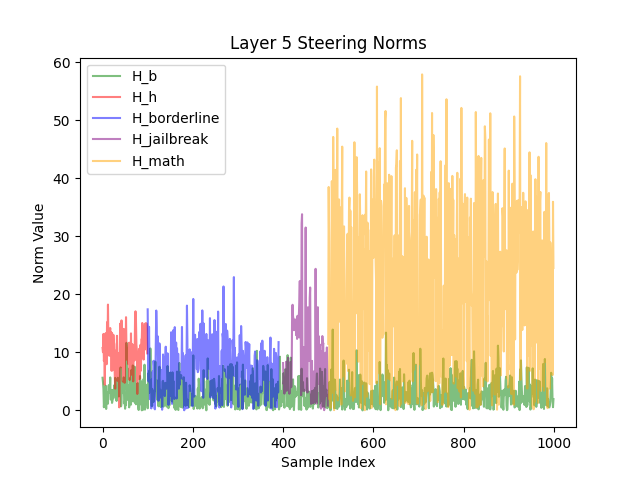 Layer 5 Steering Norms
H_b
H_h
H_borderline
H_jailbreak
H_math
60
50
40
30
20
10
0
Norm Value
0 200 400 600 800 1000
Sample Index